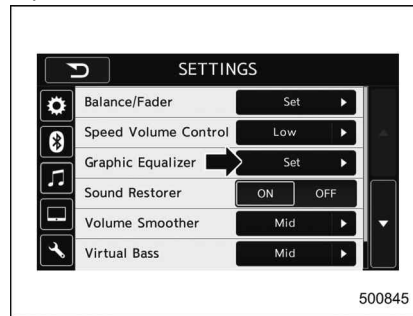 SETTINGS
Balance/Fader Set
Speed Volume Control Low
Graphic Equalizer Set
Sound Restorer ON OFF
Volume Smoother Mid
Virtual Bass Mid
500845